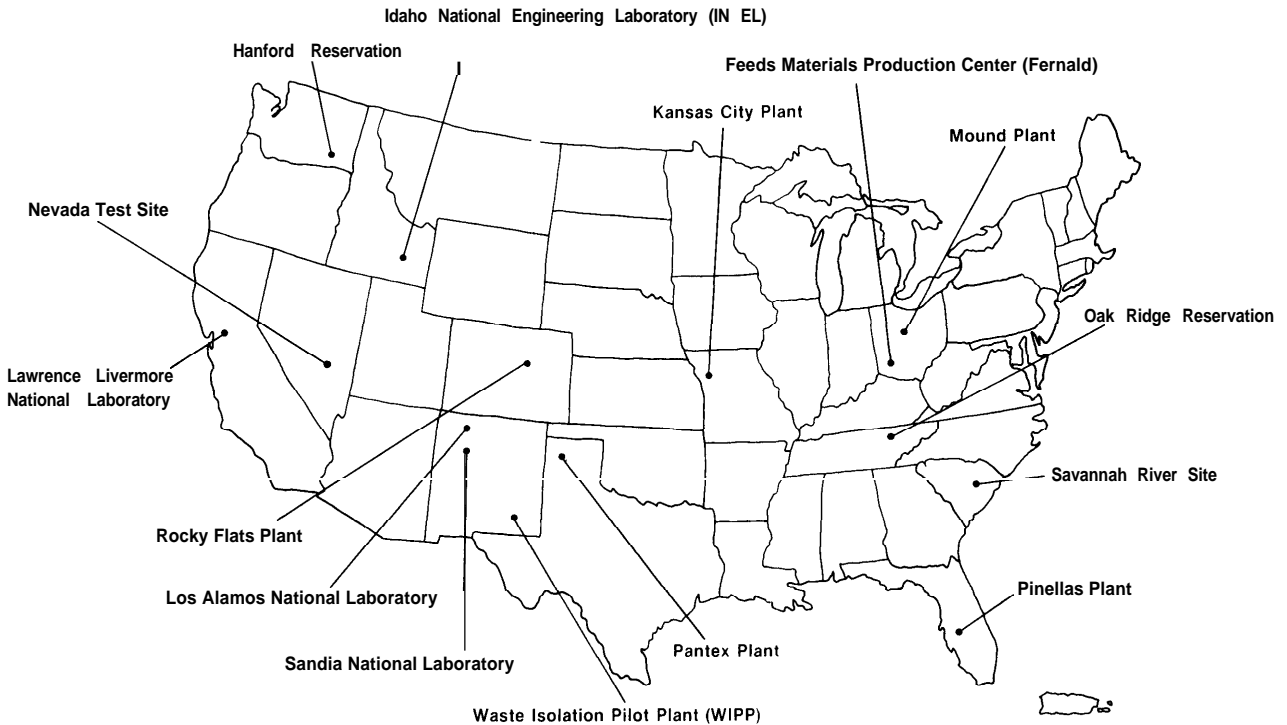 Idaho National Engineering Laboratory (IN EL)
Hanford Reservation
Feeds Materials Production Center (Fernald)
Kansas City Plant
Mound Plant
Nevada Test Site
Oak Ridge Reservation
Lawrence Livermore
National Laboratory
Savannah River Site
Rocky Flats Plant
Los Alamos National Laboratory
Pinellas Plant
Pantex Plant
Sandia National Laboratory
Waste Isolation Pilot Plant (WIPP)